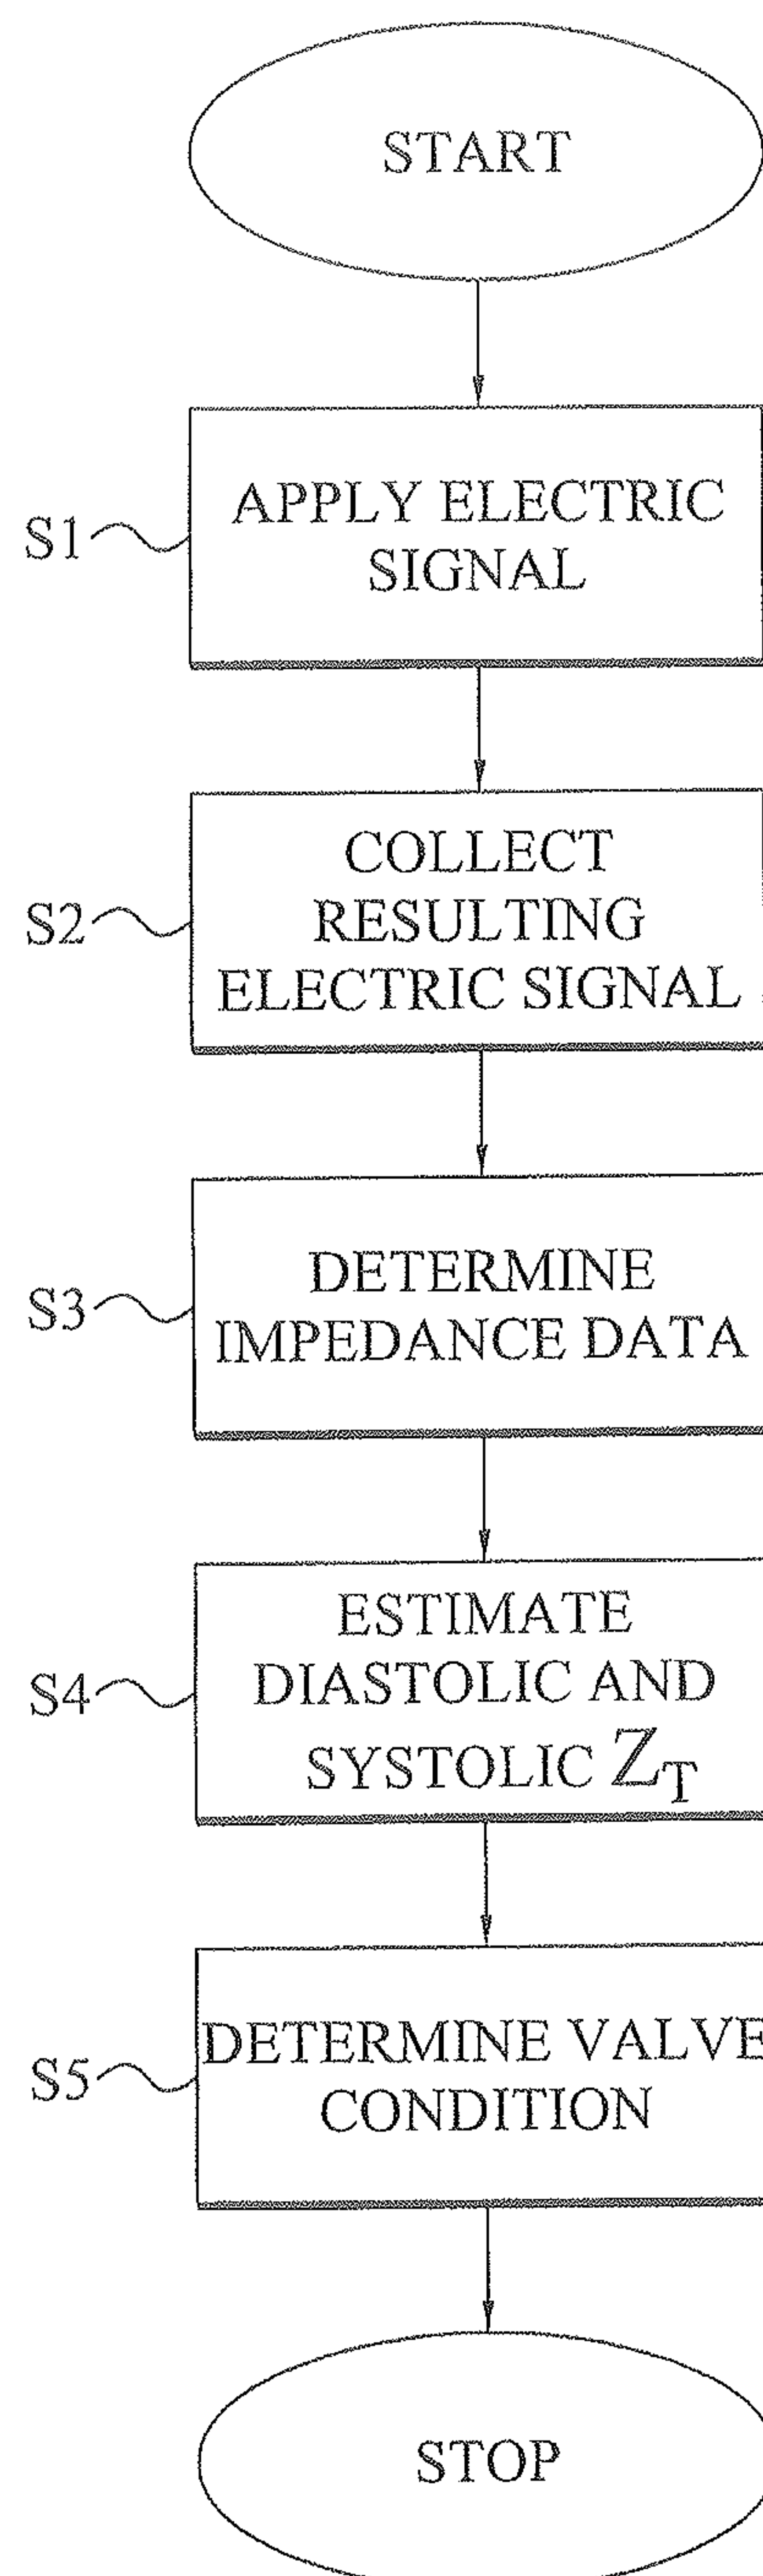 START
S1
APPLY ELECTRIC
SIGNAL
S2
COLLECT
RESULTING
ELECTRIC SIGNAL
S3
DETERMINE
IMPEDANCE DATA
S4
ESTIMATE
DIASTOLIC AND
SYSTOLIC Z_T
S5
DETERMINE VALVE
CONDITION
STOP